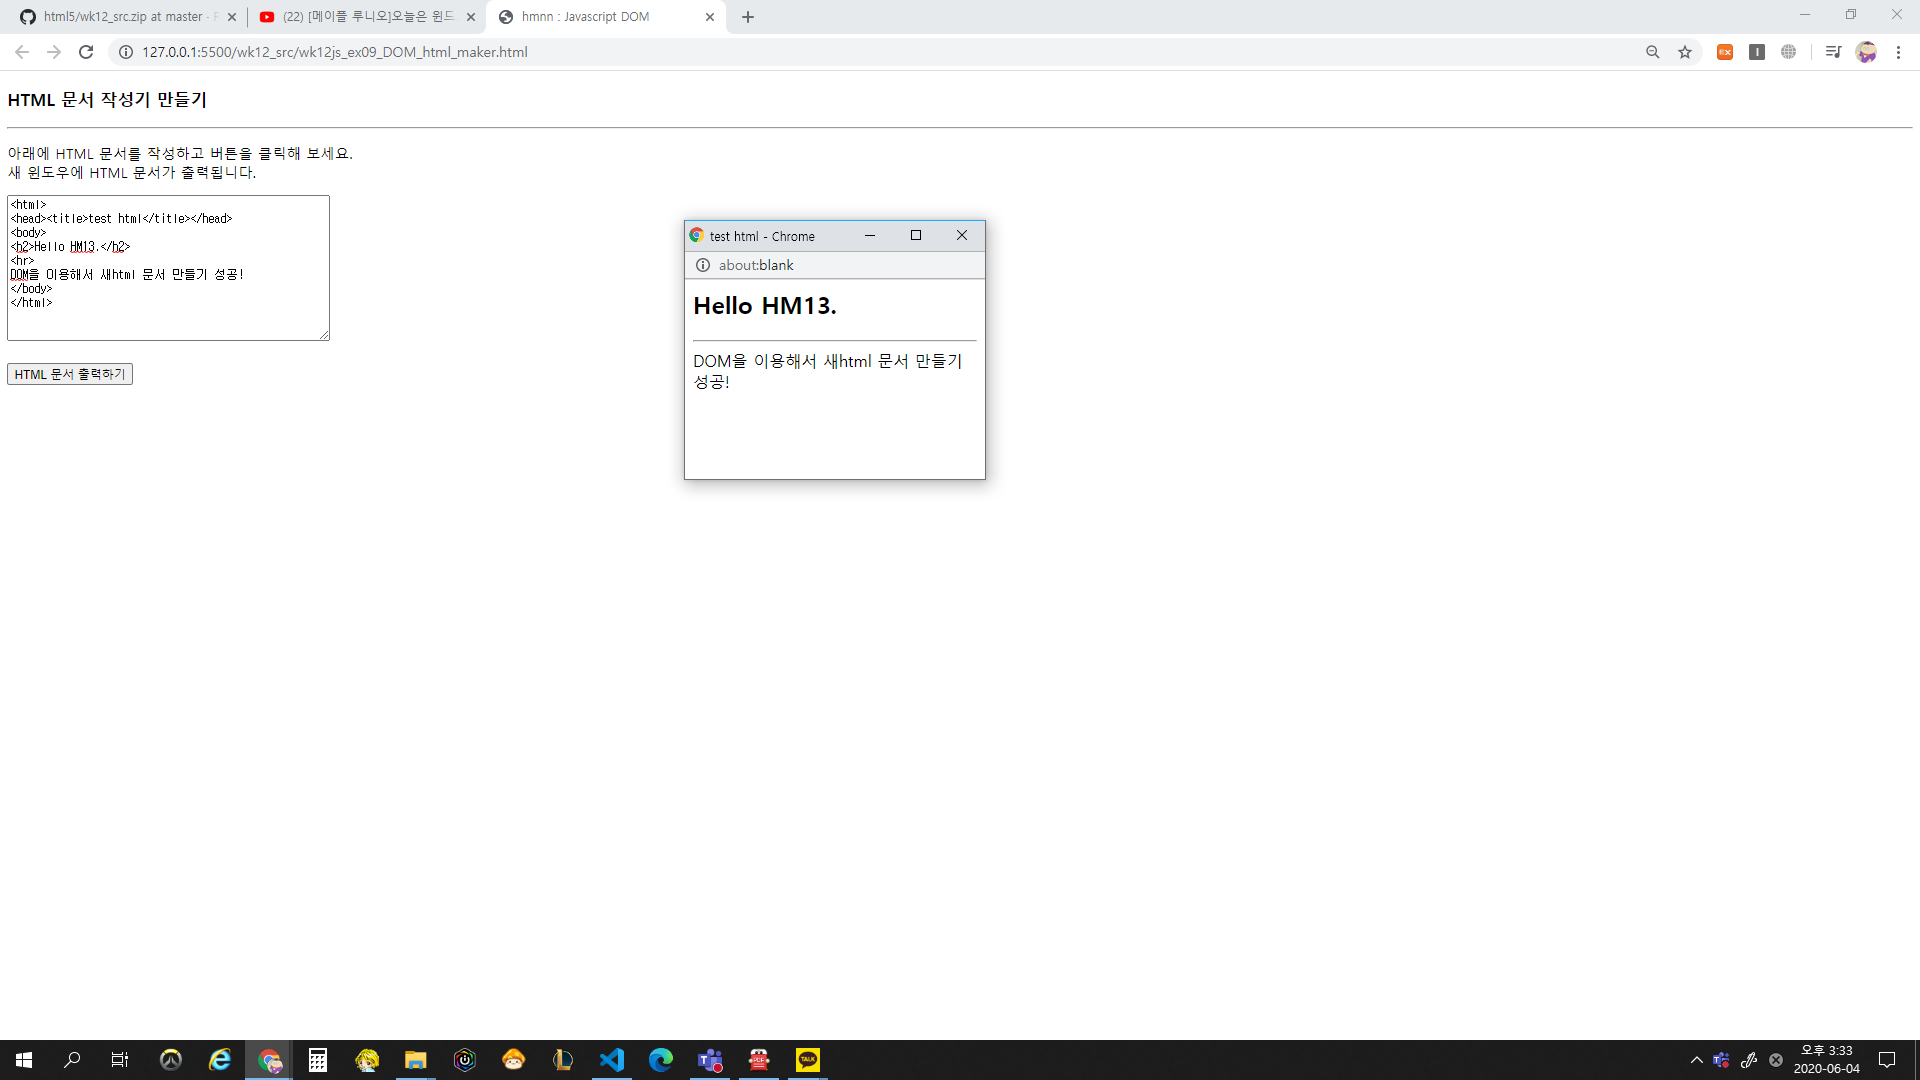 html5/wk12_src.zip at master ·
(22) [메이플 루니오]오늘은 윈드
hmnn : Javascript DOM
127.0.0.1:5500/wk12_src/wk12js_ex09_DOM_html_maker.html
HTML 문서 작성기 만들기
아래에 HTML 문서를 작성하고 버튼을 클릭해 보세요.
새 윈도우에 HTML 문서가 출력됩니다.
<html>
<head><title>test html</title></head>
<body>
<h2>Hello HM13.</h2>
<hr>
DOM을 이용해서 새html 문서 만들기 성공!
</body>
</html>
HTML 문서 출력하기
test html - Chrome
about:blank
Hello HM13.
DOM을 이용해서 새html 문서 만들기
성공!
TALK
오후 3:33
2020-06-04